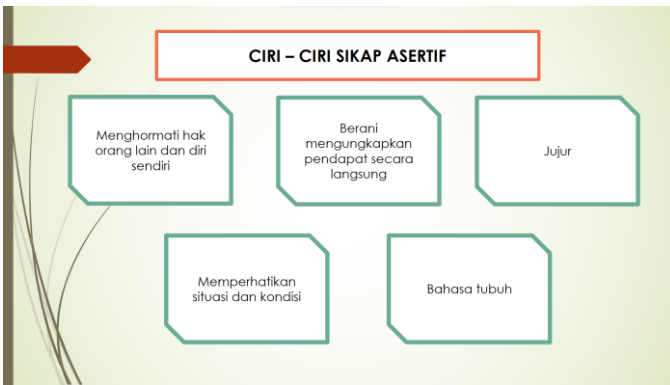 CIRI – CIRI SIKAP ASERTIF
Menghormati hak
orang lain dan diri
sendiri
Berani
mengungkapkan
pendapat secara
langsung
Jujur
Memperhatikan
situasi dan kondisi
Bahasa tubuh